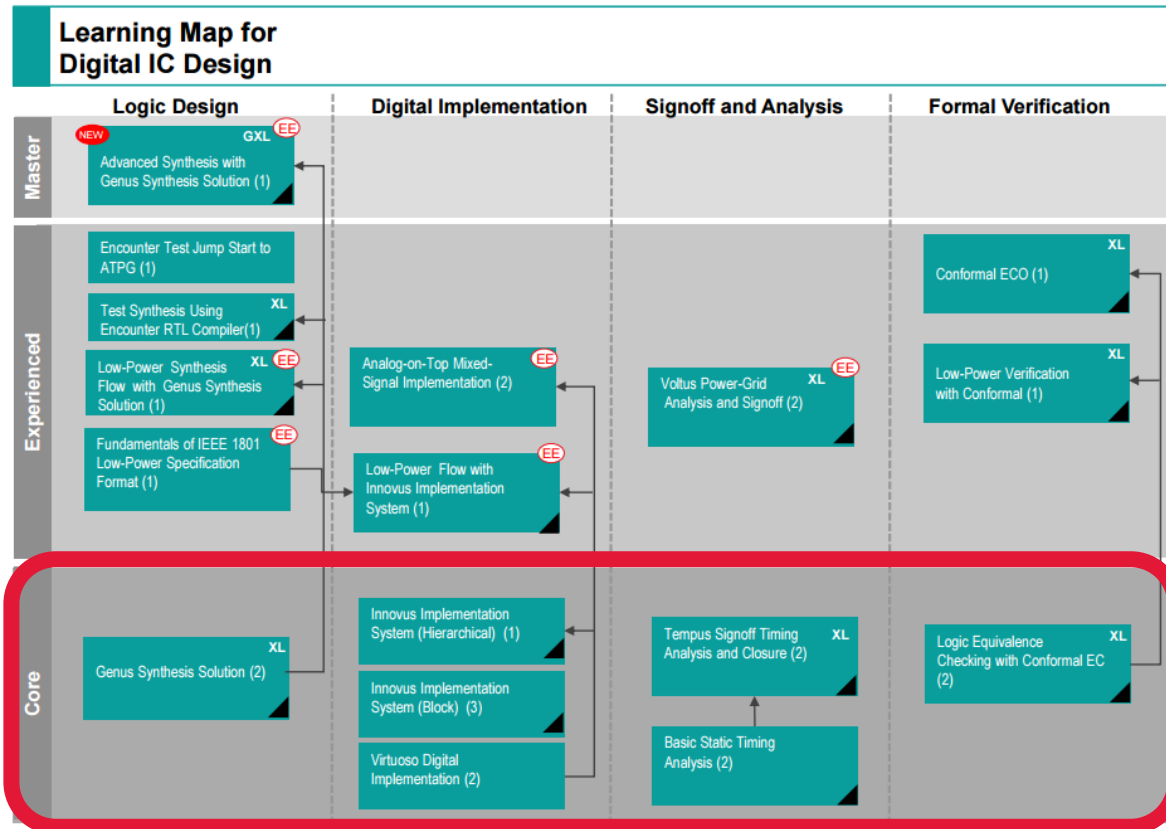 Learning Map for
Digital IC Design
Logic Design
Digital Implementation
Signoff and Analysis
Formal Verification
Master
NEW
GXL
EE
Advanced Synthesis with
Genus Synthesis Solution (1)
Experienced
Encounter Test Jump Start to
ATPG (1)
XL
Test Synthesis Using
Encounter RTL Compiler(1)
XL
EE
Low-Power Synthesis
Flow with Genus Synthesis
Solution (1)
EE
Fundamentals of IEEE 1801
Low-Power Specification
Format (1)
EE
Analog-on-Top Mixed-
Signal Implementation (2)
EE
Low-Power Flow with
Innovus Implementation
System (1)
XL
EE
Voltus Power-Grid
Analysis and Signoff (2)
XL
Conformal ECO (1)
XL
Low-Power Verification
with Conformal (1)
Core
XL
Genus Synthesis Solution (2)
Innovus Implementation
System (Hierarchical) (1)
Innovus Implementation
System (Block) (3)
Virtuoso Digital
Implementation (2)
Tempus Signoff Timing
XL
Analysis and Closure (2)
Basic Static Timing
Analysis (2)
XL
Logic Equivalence
Checking with Conformal EC
(2)